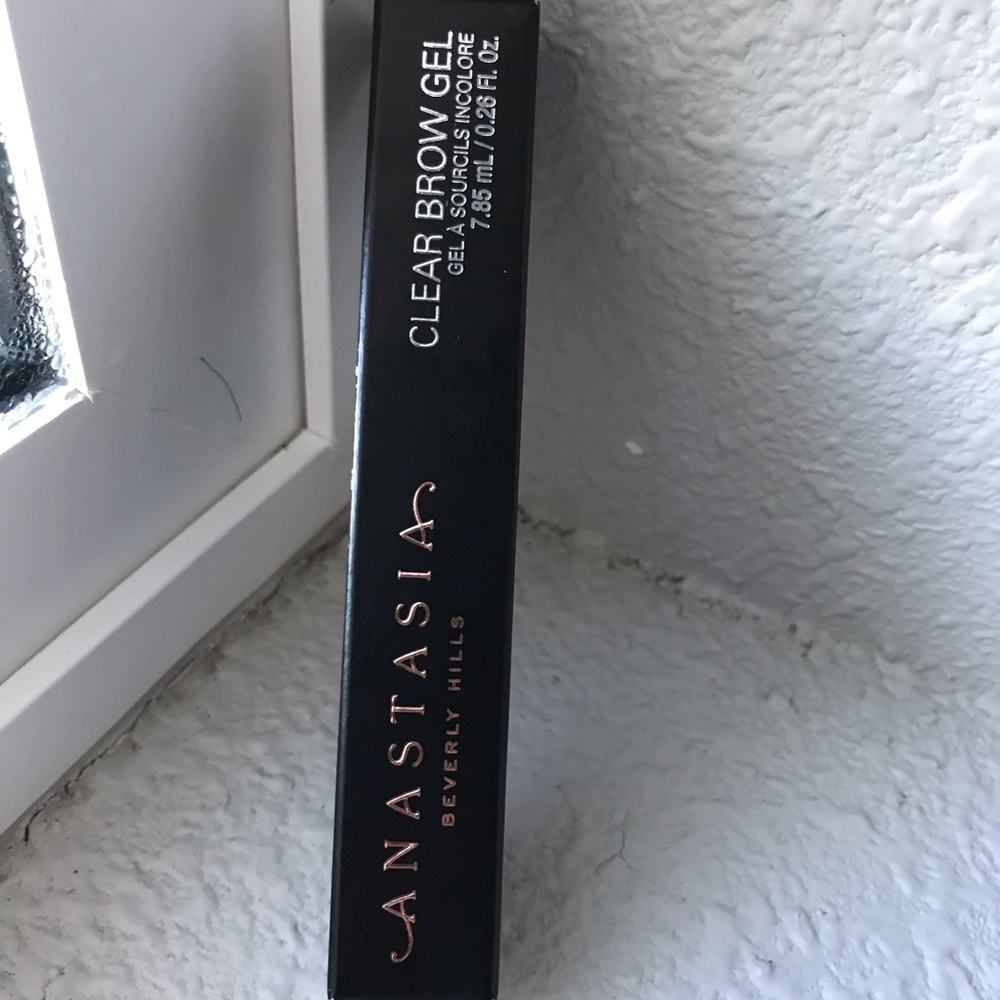 ANASTASIA
BEVERLY HILLS
CLEAR BROW GEL
GEL À SOURCILS INCOLORE
7.85 mL / 0.26 Fl. Oz.